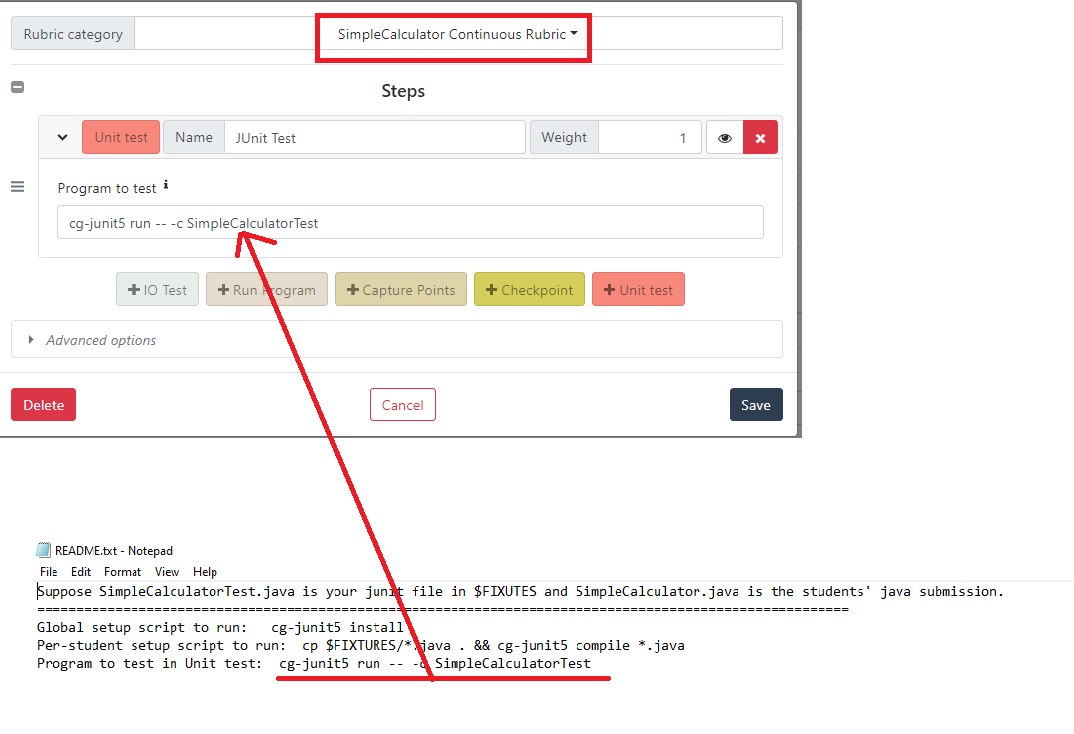 Rubric category SimpleCalculator Continuous Rubric
Steps
Unit test Name JUnit Test Weight 1
Program to test i
cg-junit5 run -- -c SimpleCalculatorTest
IO Test Run Program Capture Points Checkpoint Unit test
Advanced options
Delete Cancel Save
README.txt - Notepad
File Edit Format View Help
Suppose SimpleCalculatorTest.java is your junit file in $FIXUTES and SimpleCalculator.java is the students' java submission.
=========================================================================================================
Global setup script to run: cg-junit5 install
Per-student setup script to run: cp $FIXTURES/*.java . && cg-junit5 compile *.java
Program to test in Unit test: cg-junit5 run -- -c SimpleCalculatorTest